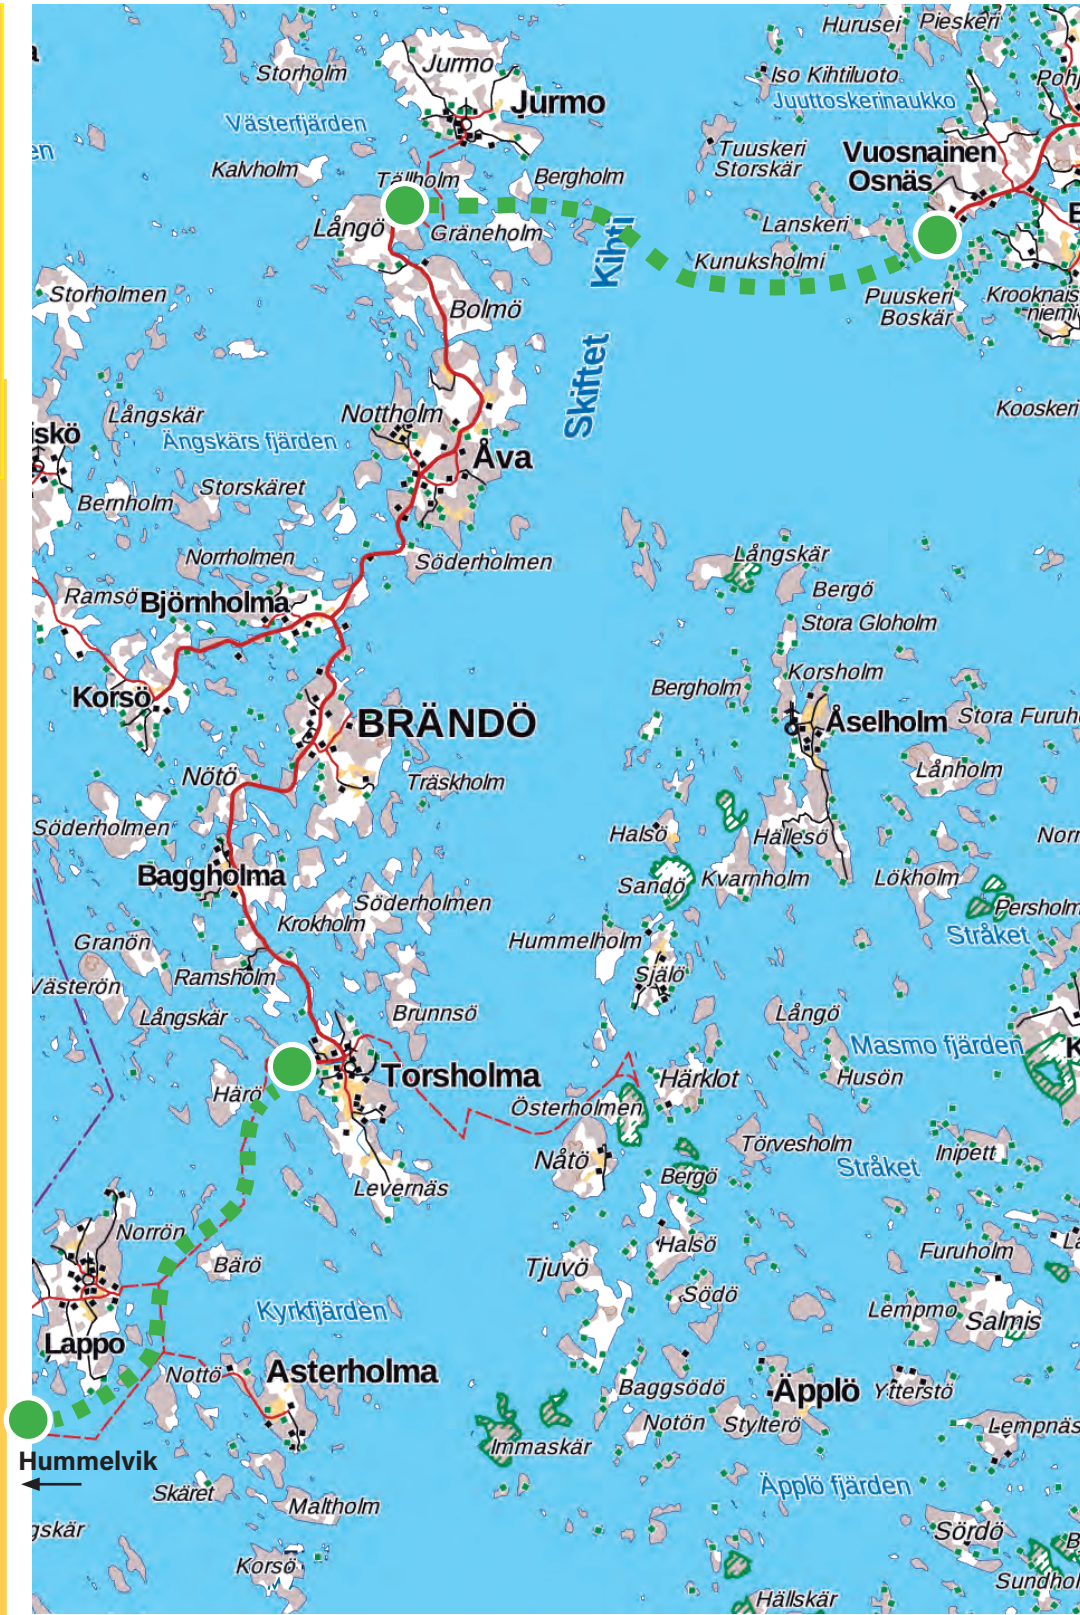 Hurusei
Pieskeri
Jurmo
Storholm
Iso Kihtiluoto
Pohj
Jurmo
Juuttoskerinaukko
Västerfjärden
en
Tuuskeri
Storskär
Vuosnainen
Osnäs
Kalvholm
Tällholm
Bergholm
Långö
Gräneholm
Lanskeri
Kihti
Kunuksholmi
Storholmen
Bolmö
Puuskeri
Boskär
Krooknais
niemi
Skiftet
Långskär
Nottholm
Kooskeri
iskö
Ängskärs fjärden
Åva
Storskäret
Bernholm
Norrholmen
Söderholmen
Långskär
Ramsö
Björnholma
Bergö
Stora Gloholm
Korsholm
Bergholm
Korsö
BRÄNDÖ
Åselholm
Stora Furuh
Nötö
Träskholm
Lånholm
Söderholmen
Halsö
Hällesö
Norr
Baggholma
Sandö
Kvarnholm
Lökholm
Söderholmen
Krokholm
Persholm
Granön
Hummelholm
Stråket
Västerön
Ramsholm
Själö
Långskär
Brunnsö
Långö
Masmo fjärden
K
Torsholma
Härklot
Husön
Härö
Österholmen
Törvesholm
Nåtö
Stråket
Inipett
Levernäs
Bergö
Norrön
Halsö
Bärö
Tjuvö
Furuholm
Södö
Kyrkfjärden
Lempmo
Salmis
Lappo
Nottö
Asterholma
Baggsödö
Äpplö
Ytterstö
Notön
Stylterö
Lempnäs
Immaskär
Hummelvik
Skäret
Maltholm
Äpplö fjärden
gskär
Sördö
Korsö
Sundhol
Hällskär